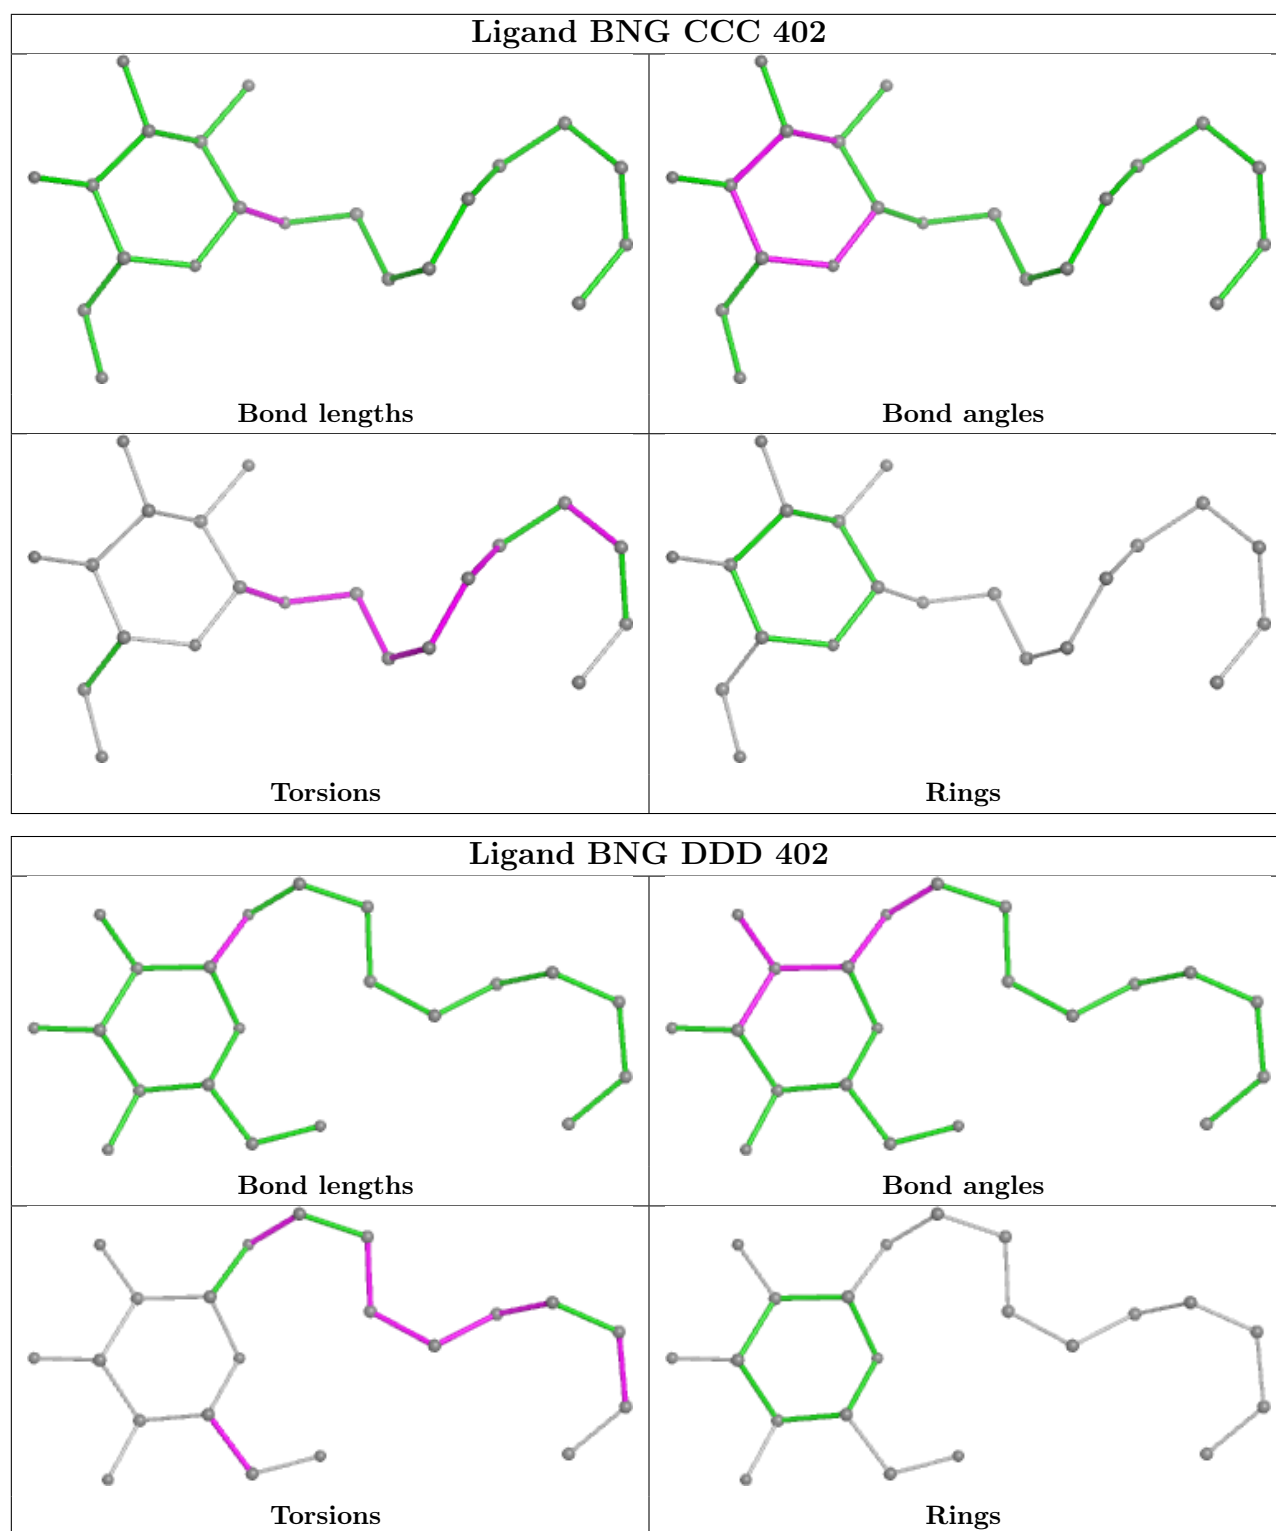 Ligand BNG CCC 402
Bond lengths
Bond angles
Torsions
Rings
Ligand BNG DDD 402
Bond lengths
Bond angles
Torsions
Rings